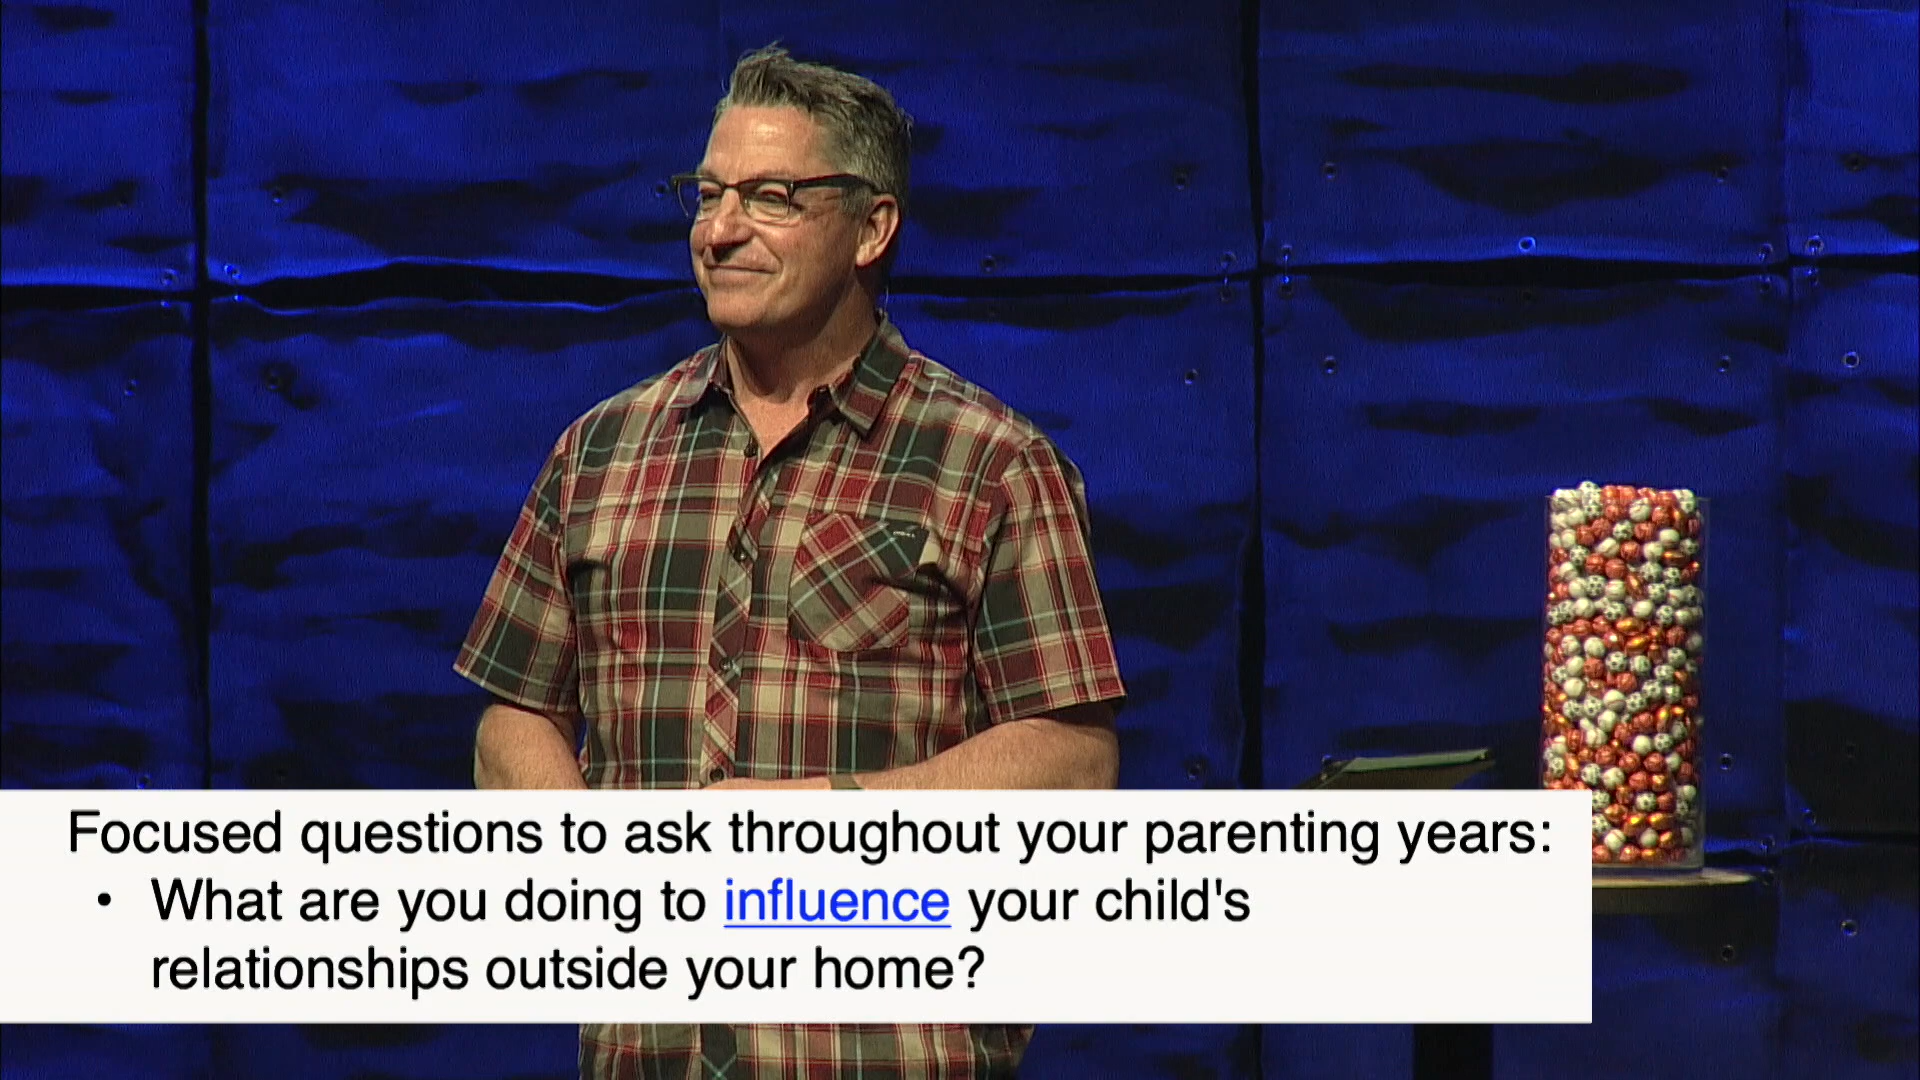 Focused questions to ask throughout your parenting years:
• What are you doing to influence your child's
relationships outside your home?